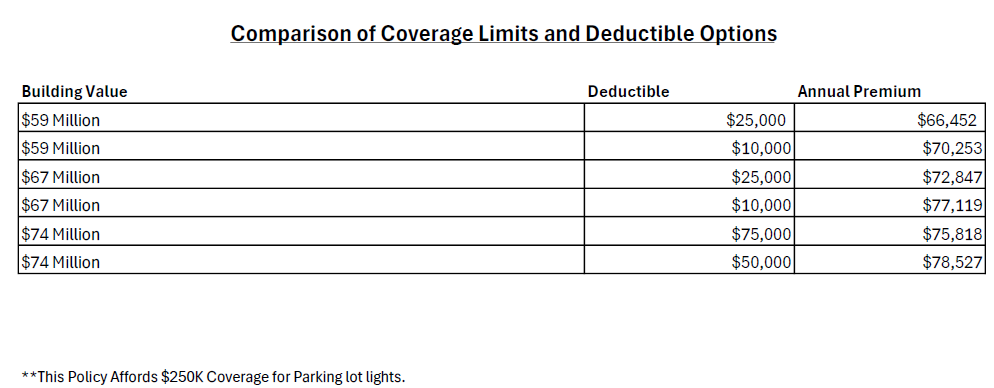 Comparison of Coverage Limits and Deductible Options
Building Value Deductible Annual Premium
$59 Million $25,000 $66,452
$59 Million $10,000 $70,253
$67 Million $25,000 $72,847
$67 Million $10,000 $77,119
$74 Million $75,000 $75,818
$74 Million $50,000 $78,527
**This Policy Affords $250K Coverage for Parking lot lights.